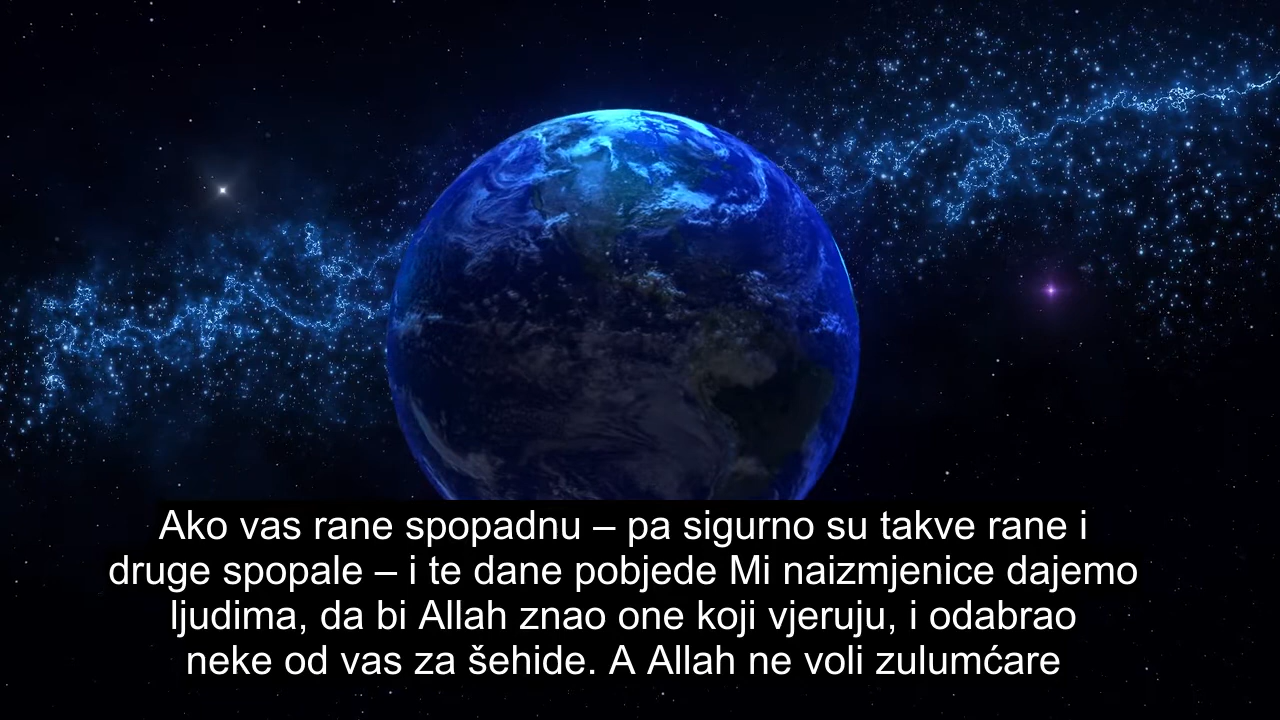 Ako vas rane spopadnu – pa sigurno su takve rane i
druge spopale – i te dane pobjede Mi naizmjenice dajemo
ljudima, da bi Allah znao one koji vjeruju, i odabrao
neke od vas za šehide. A Allah ne voli zulumćare